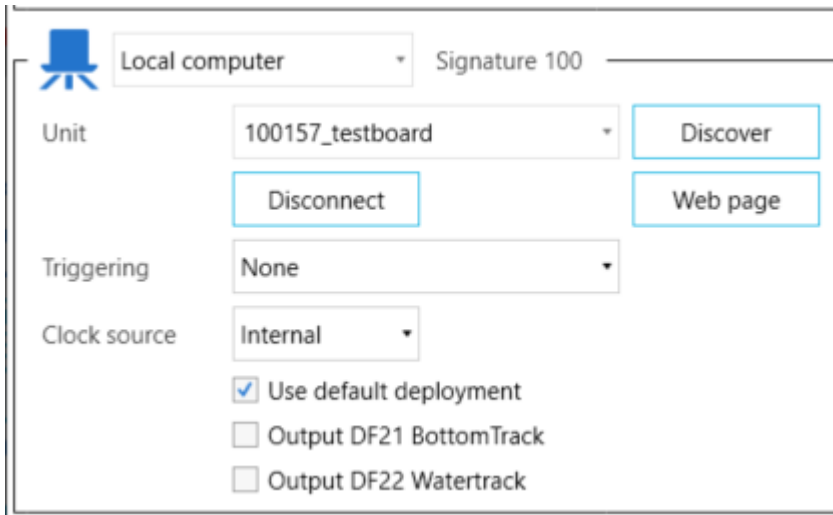 Local computer Signature 100
Unit 100157_testboard Discover
Disconnect Web page
Triggering None
Clock source Internal
Use default deployment
Output DF21 BottomTrack
Output DF22 Watertrack